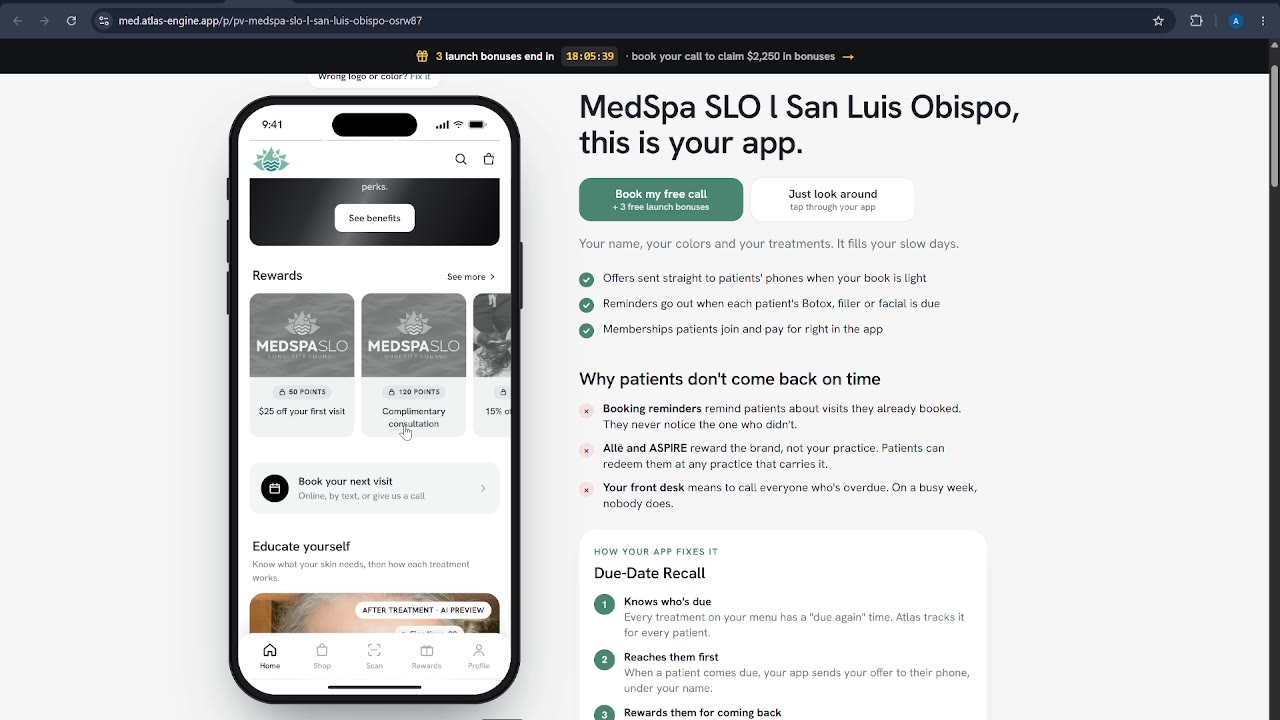 med.atlas-engine.app/p/pv-medspa-slo-l-san-luis-obispo-osrw87
A
3 launch bonuses end in 18:05:39 · book your call to claim $2,250 in bonuses →
Wrong logo or color? Fix it
9:41
perks.
See benefits
Rewards
See more
MEDSPASLO
LONGEVITY LOUNGE
MEDSPASLO
LONGEVITY LOUNGE
50 POINTS
120 POINTS
$25 off your first visit
Complimentary
consultation
15% o
Book your next visit
Online, by text, or give us a call
Educate yourself
Know what your skin needs, then how each treatment
works.
AFTER TREATMENT · AI PREVIEW
Home
Shop
Scan
Rewards
Profile
MedSpa SLO l San Luis Obispo,
this is your app.
Book my free call
+ 3 free launch bonuses
Just look around
tap through your app
Your name, your colors and your treatments. It fills your slow days.
Offers sent straight to patients' phones when your book is light
Reminders go out when each patient's Botox, filler or facial is due
Memberships patients join and pay for right in the app
Why patients don't come back on time
Booking reminders remind patients about visits they already booked.
They never notice the one who didn't.
Allē and ASPIRE reward the brand, not your practice. Patients can
redeem them at any practice that carries it.
Your front desk means to call everyone who's overdue. On a busy week,
nobody does.
HOW YOUR APP FIXES IT
Due-Date Recall
1
Knows who's due
Every treatment on your menu has a "due again" time. Atlas tracks it
for every patient.
2
Reaches them first
When a patient comes due, your app sends your offer to their phone,
under your name.
3
Rewards them for coming back